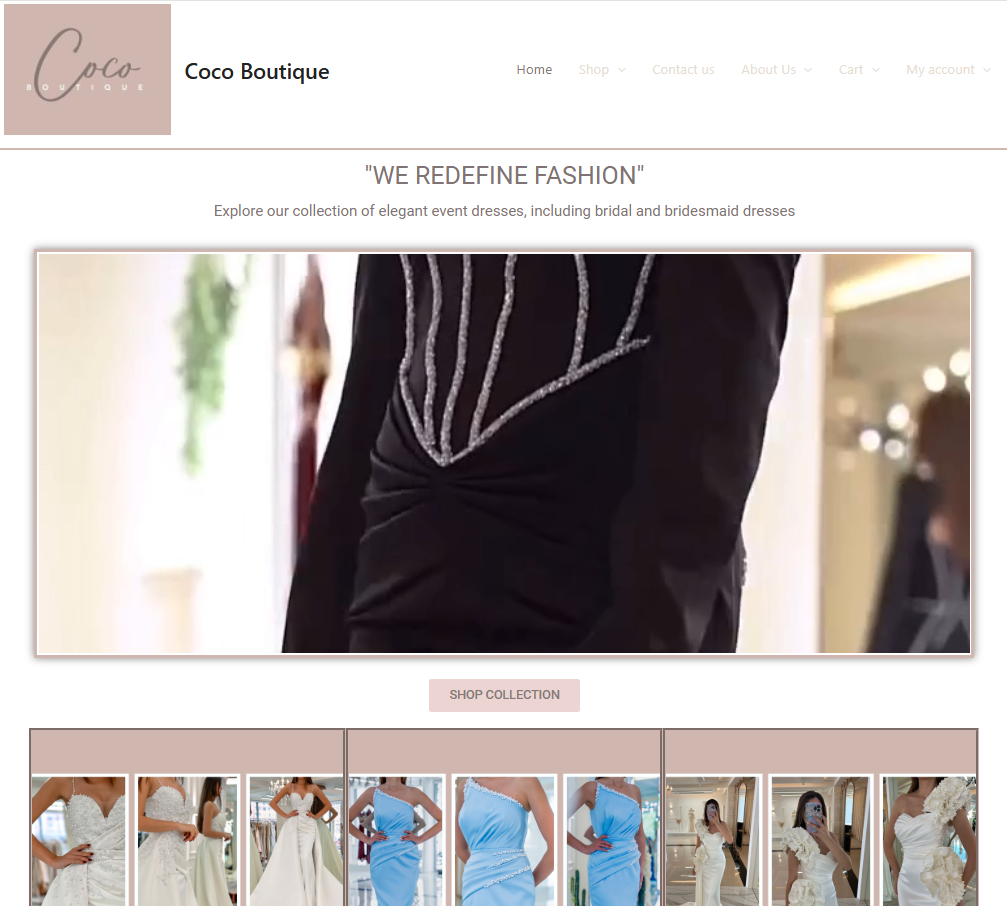 Coco
BOUTIQUE
Coco Boutique
Home Shop Contact us About Us Cart My account
"WE REDEFINE FASHION"
Explore our collection of elegant event dresses, including bridal and bridesmaid dresses
SHOP COLLECTION